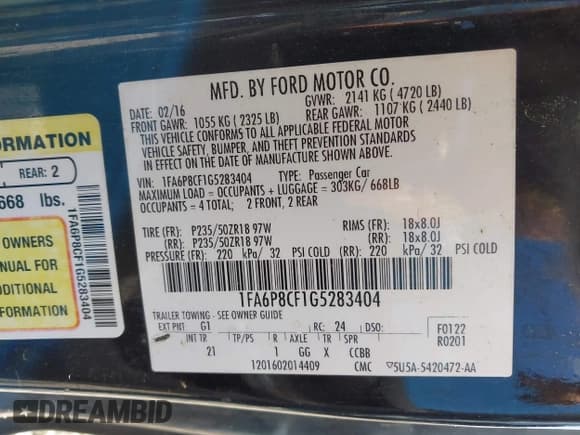 MFD. BY FORD MOTOR CO.
DATE: 02/16 GVWR: 2141 KG ( 4720 LB)
FRONT GAWR: 1055 KG ( 2325 LB) REAR GAWR: 1107 KG ( 2440 LB)
THIS VEHICLE CONFORMS TO ALL APPLICABLE FEDERAL MOTOR
VEHICLE SAFETY, BUMPER, AND THEFT PREVENTION STANDARDS
IN EFFECT ON THE DATE OF MANUFACTURE SHOWN ABOVE.
VIN: 1FA6P8CF1G5283404 TYPE: Passenger Car
MAXIMUM LOAD = OCCUPANTS + LUGGAGE = 303KG/ 668LB
OCCUPANTS = 4 TOTAL; 2 FRONT, 2 REAR
TIRE (FR): P235/50ZR18 97W RIMS (FR): 18x8.0J
(RR): P235/50ZR18 97W (RR): 18x8.0J
PRESSURE (FR): 220 kPa/ 32 PSI COLD (RR): 220 kPa/ 32 PSI COLD
1FA6P8CF1G5283404
TRAILER TOWING - SEE OWNER GUIDE
EXT PNT: G1 RC: 24 DSO:
F0122
R0201
INT TR TP/PS R AXLE TR SPR
21 1 GG X CCBB
1201602014409 CMC 5U5A-5420472-AA
FORMATION
REAR: 2
668 lbs.
OWNERS
NUAL FOR
DDITIONAL
FORMATION
1FA6P8CF1G5283404
DREAMBID